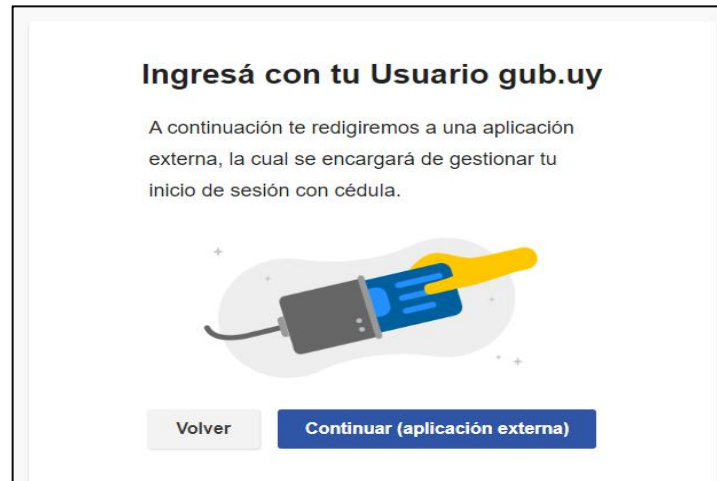 Ingresá con tu Usuario gub.uy
A continuación te redigiremos a una aplicación
externa, la cual se encargará de gestionar tu
inicio de sesión con cédula.
Volver
Continuar (aplicación externa)